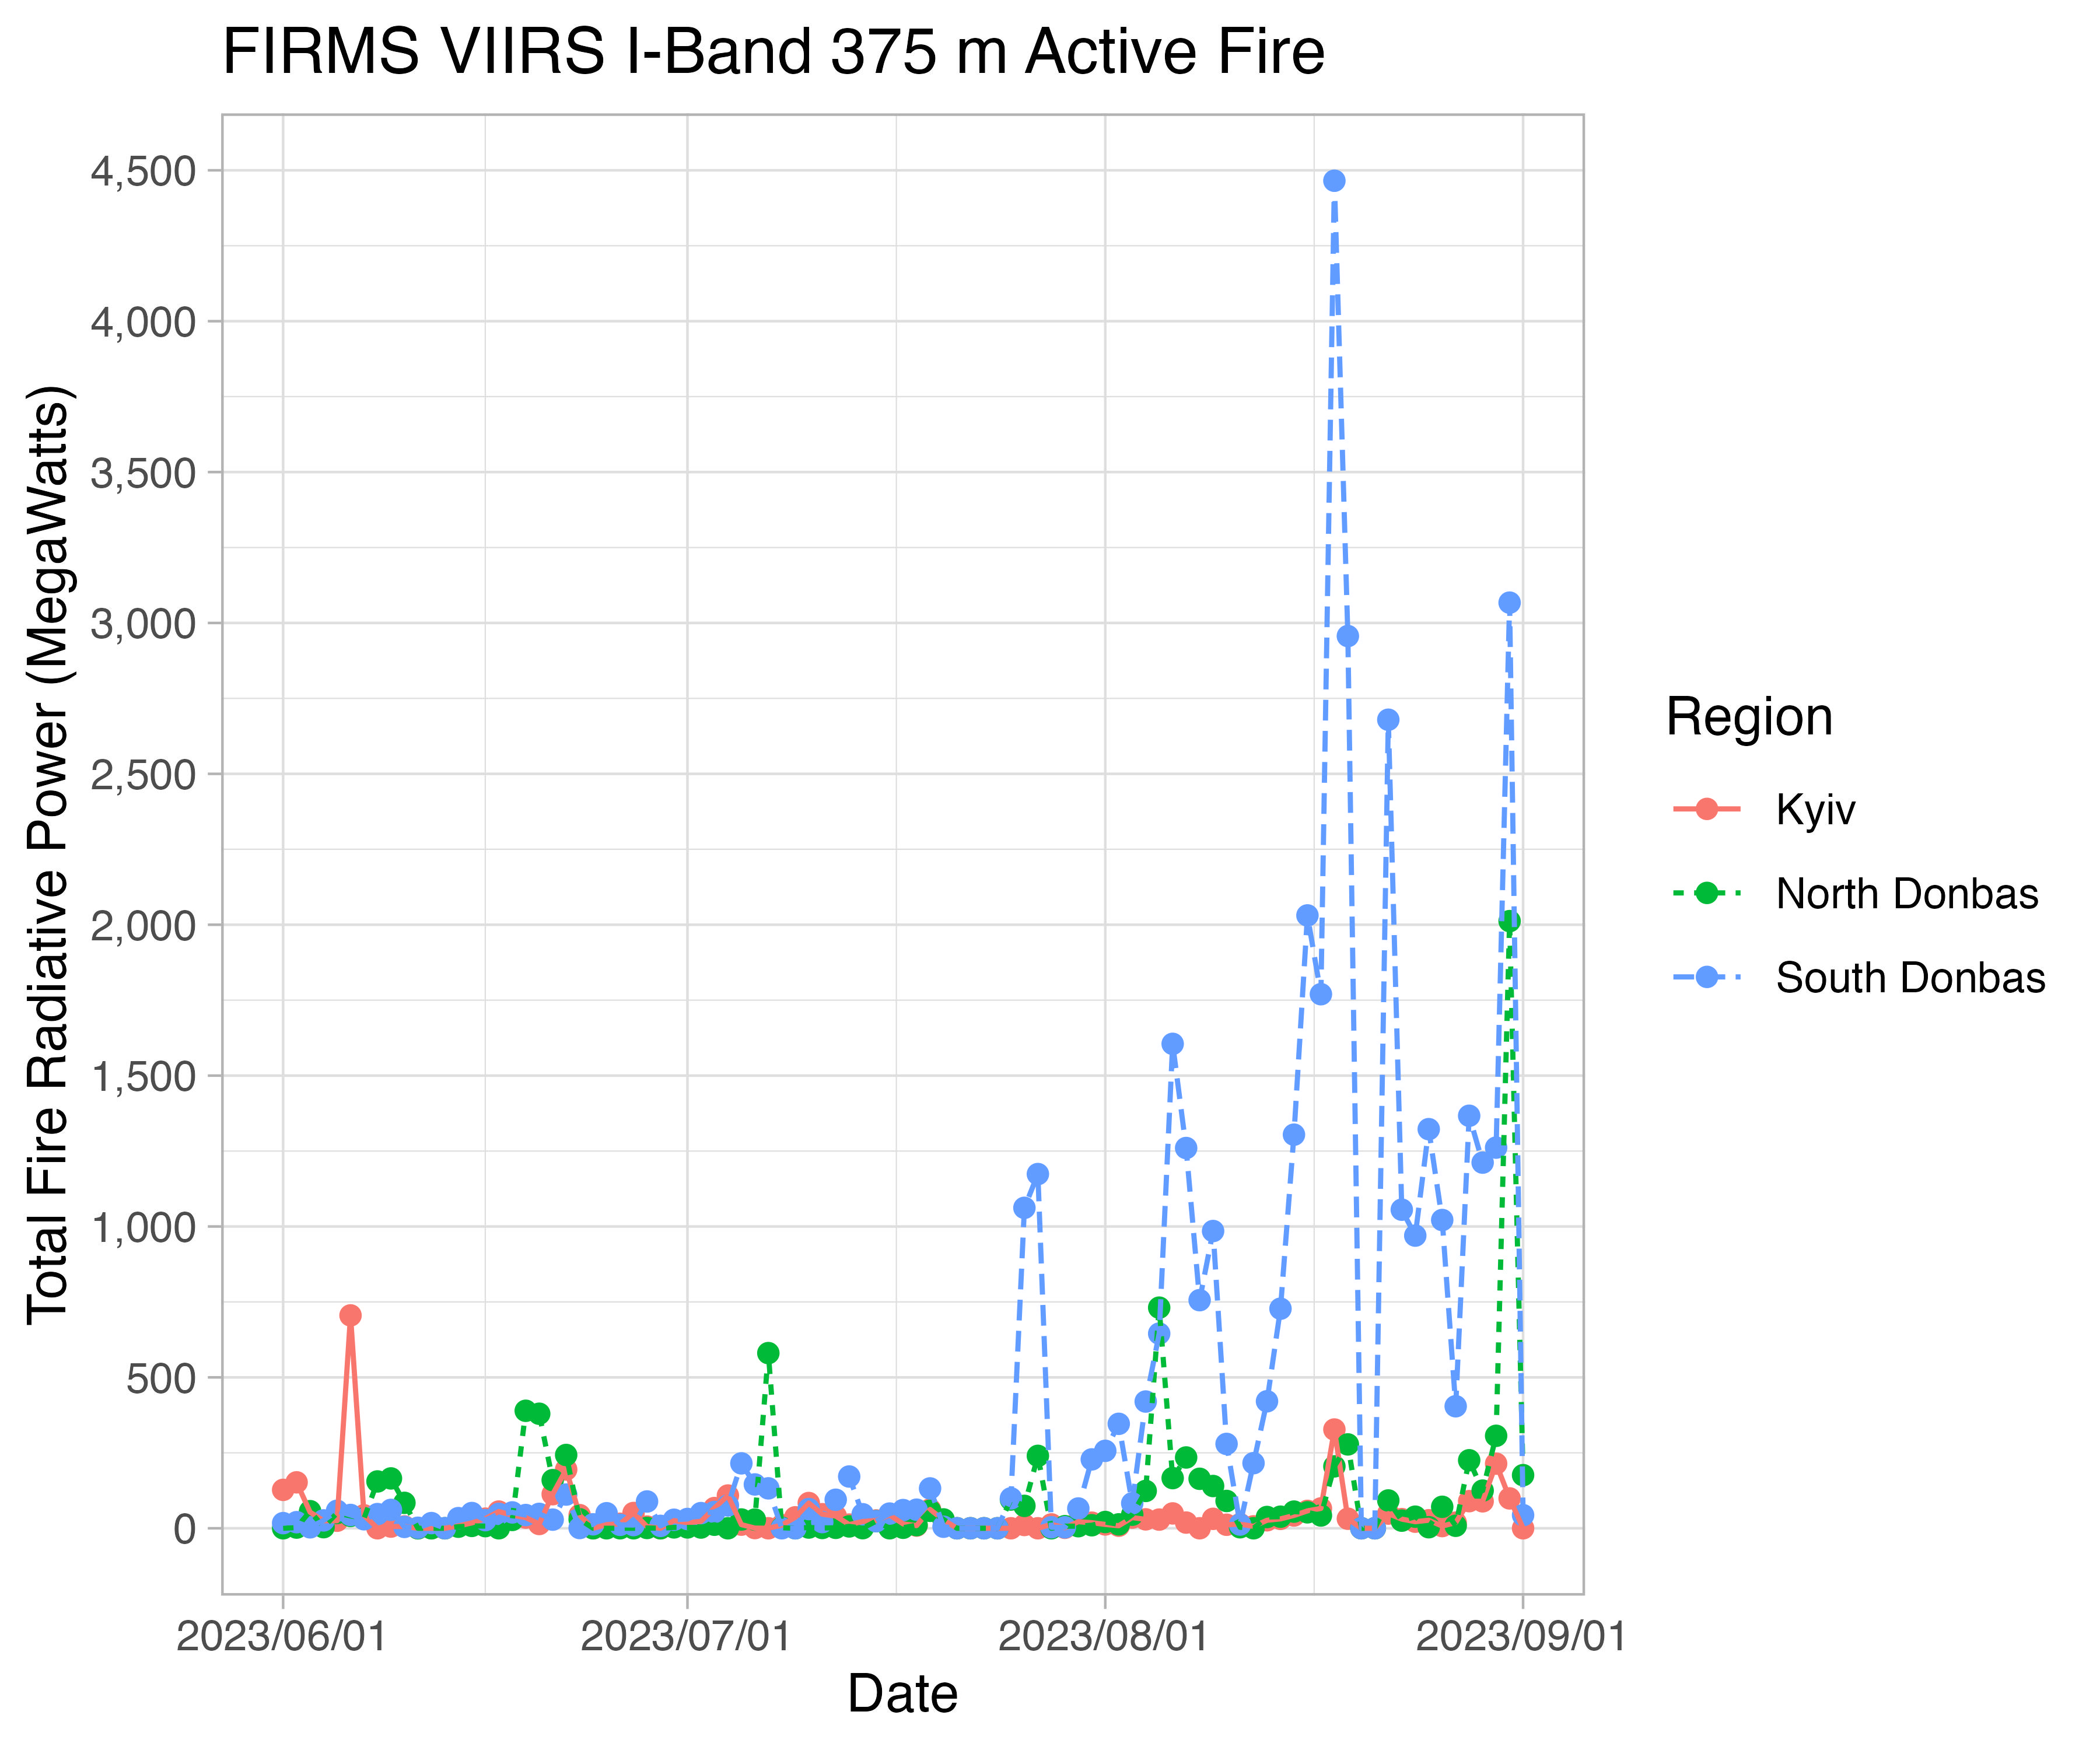 FIRMS VIIRS I-Band 375 m Active Fire
Total Fire Radiative Power (MegaWatts)
4,500
4,000
3,500
3,000
2,500
2,000
1,500
1,000
500
0
2023/06/01 2023/07/01 2023/08/01 2023/09/01
Date
Region
Kyiv
North Donbas
South Donbas